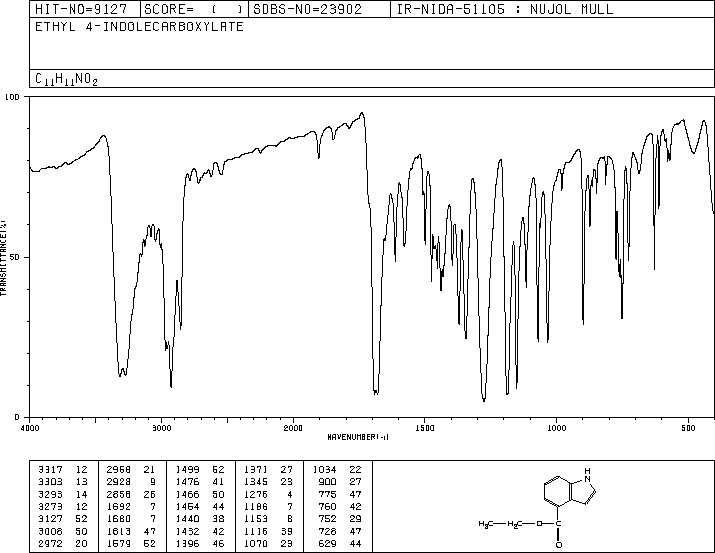 HIT-NO=9127 SCORE= ( ) SDBS-NO=23902 IR-NIDA-51105 : NUJOL MULL
ETHYL 4-INDOLECARBOXYLATE
C11H11NO2
100
TRANSMITTANCE(%)
50
0
4000 3000 2000 1500 1000 500
WAVENUMBER(-1)
3317 12 2958 21 1499 52 1371 27 1034 22
3303 13 2928 9 1476 41 1345 23 900 27
3293 14 2858 26 1466 50 1276 4 775 47
3273 12 1692 7 1454 44 1186 7 760 42
3127 52 1680 7 1440 38 1153 8 752 29
3008 50 1613 47 1432 42 1116 39 728 47
2972 20 1579 52 1396 46 1070 23 629 44
H
N
H3C H2C O C
O